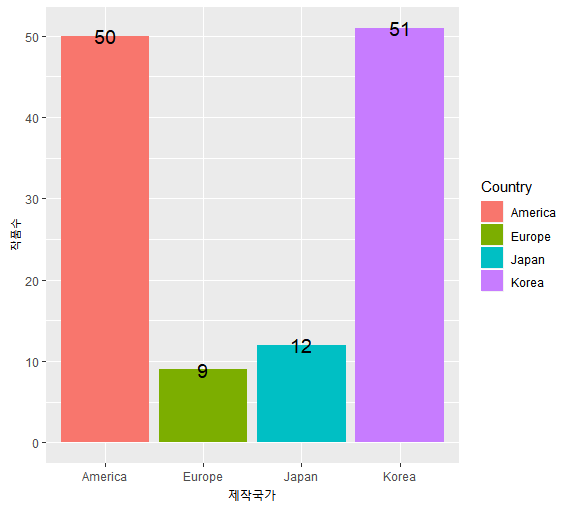 작품수
50
40
30
20
10
0
50
9
12
51
America
Europe
Japan
Korea
제작국가
Country
America
Europe
Japan
Korea